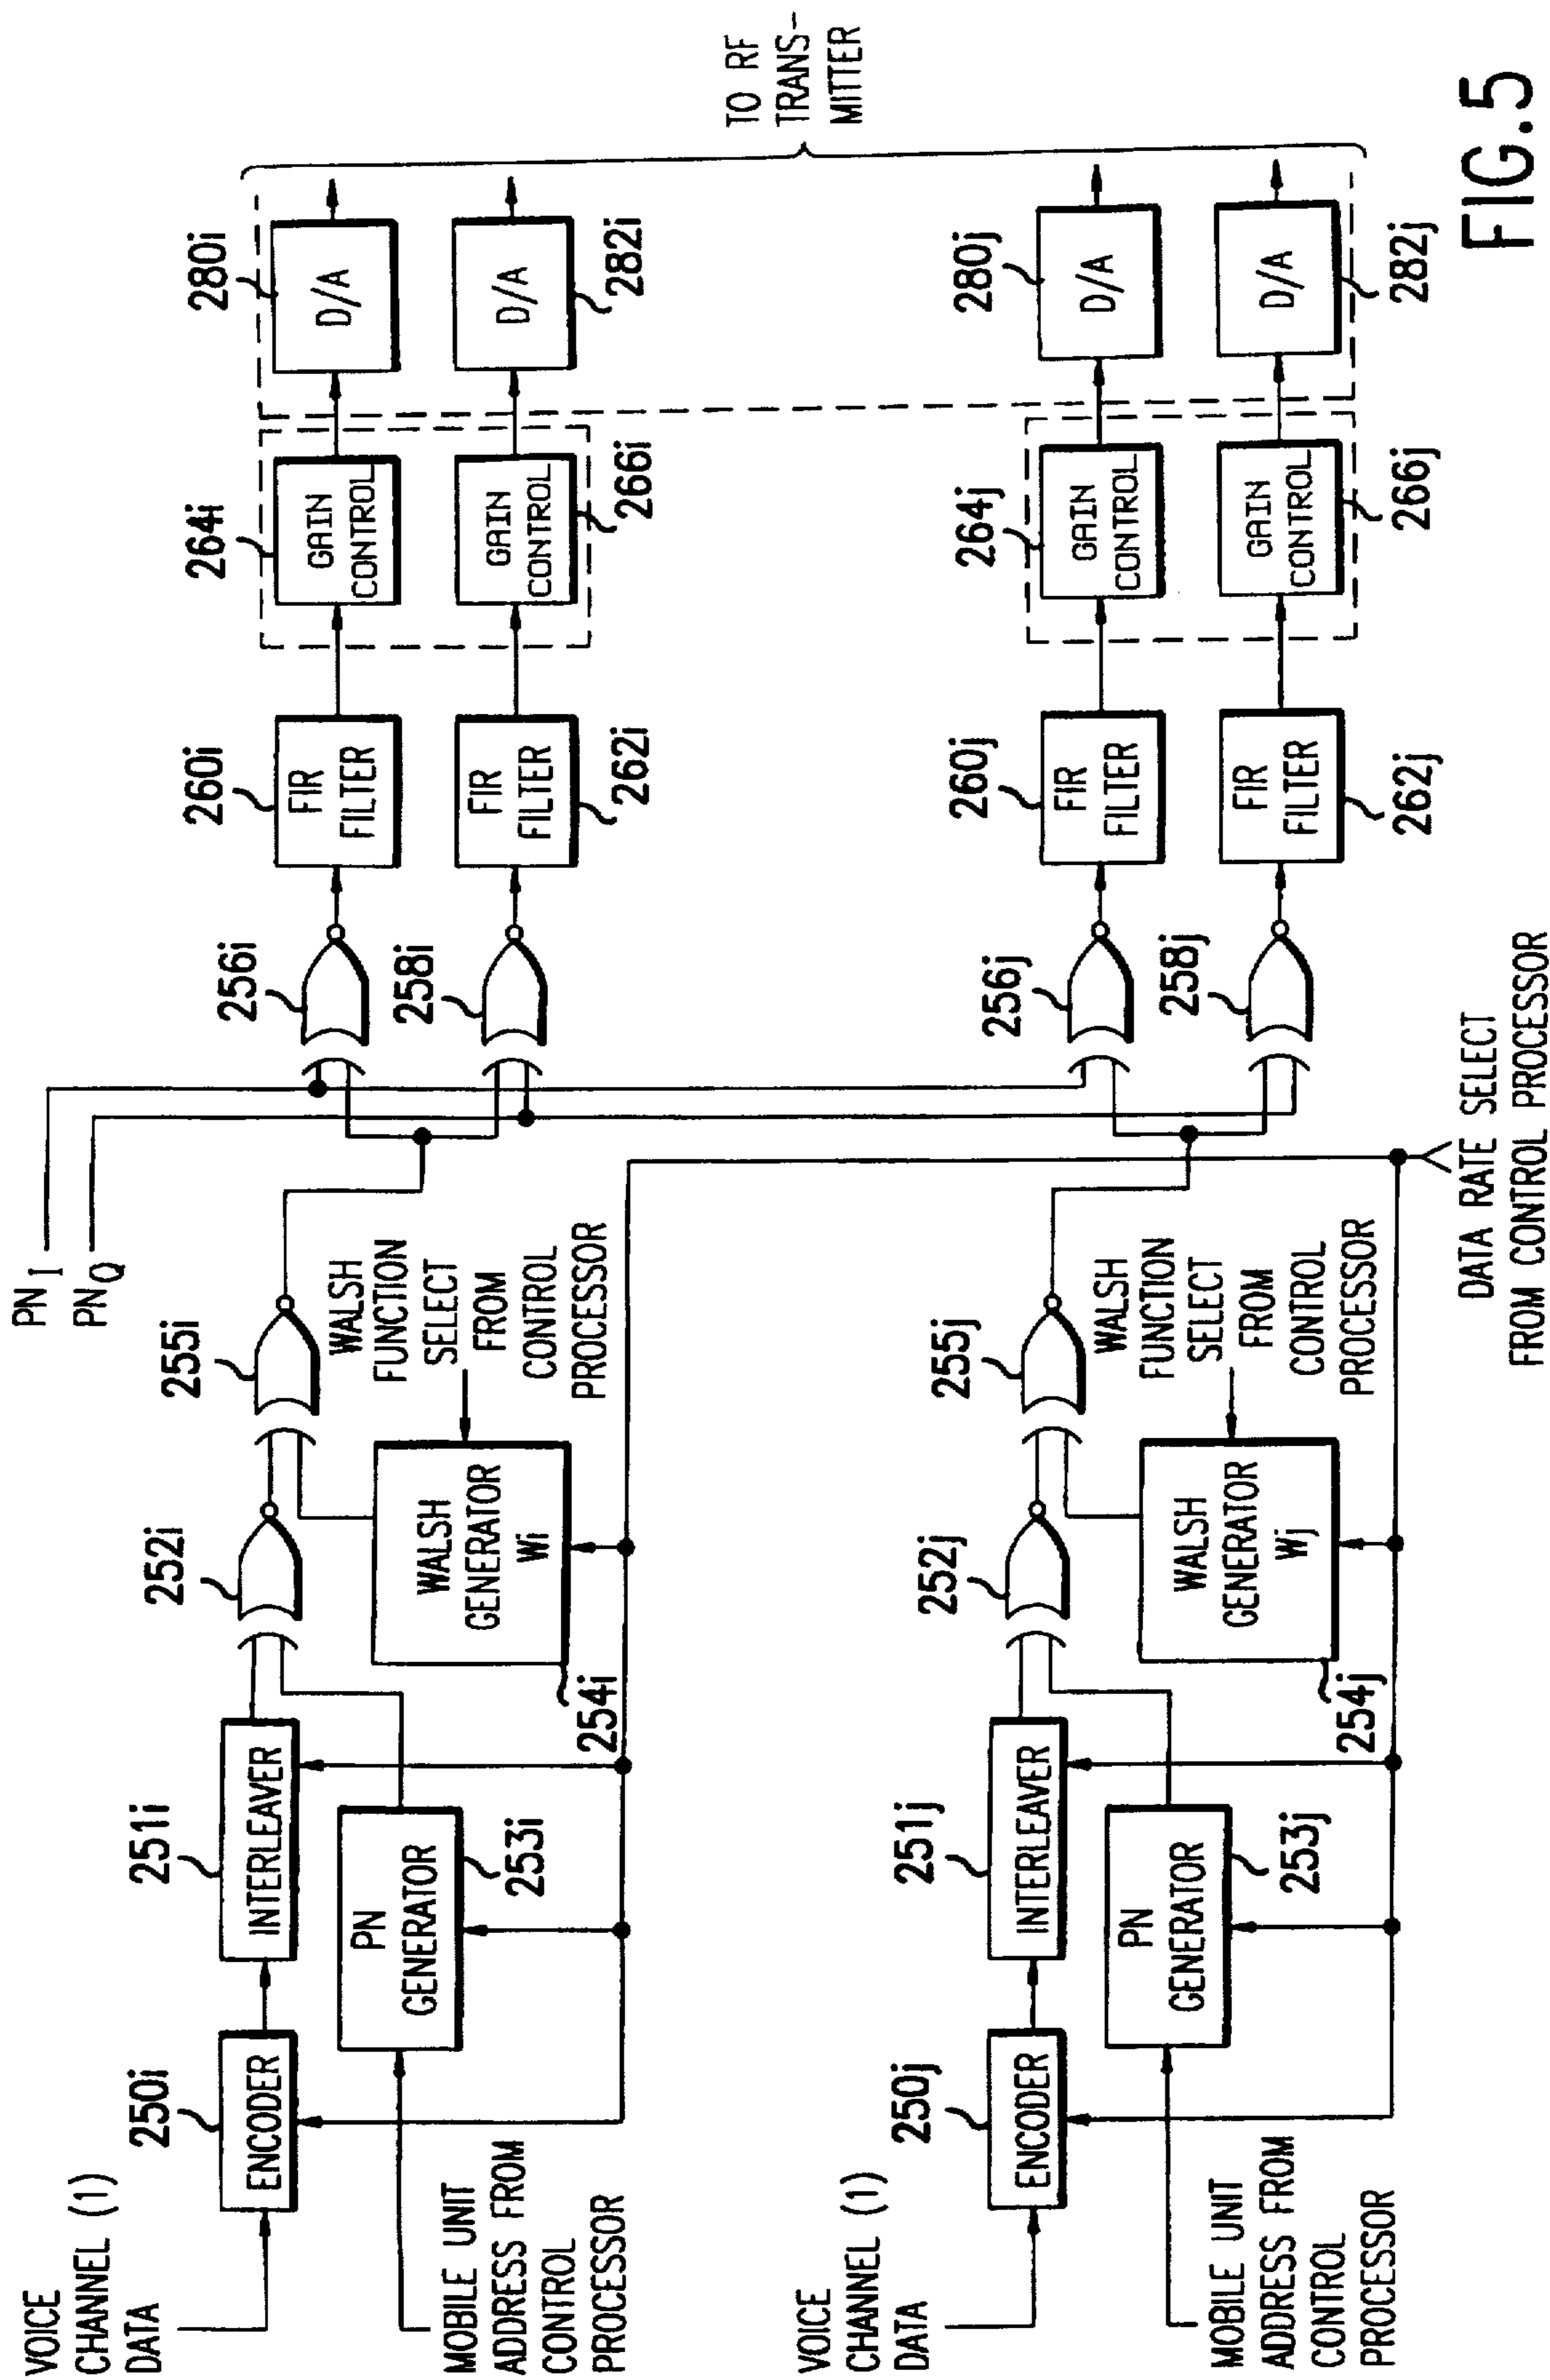 VOICE
CHANNEL (1)
DATA
MOBILE UNIT
ADDRESS FROM
CONTROL
PROCESSOR
250i
ENCODER
251i
INTERLEAVER
PN
GENERATOR
253i
252i
WALSH
GENERATOR
Wi
254i
255i
WALSH
FUNCTION
SELECT
FROM
CONTROL
PROCESSOR
PN I
PN Q
256i
258i
260i
FIR
FILTER
FIR
FILTER
262i
264i
GAIN
CONTROL
GAIN
CONTROL
266i
280i
D/A
D/A
282i
TO RF
TRANS-
MITTER
VOICE
CHANNEL (1)
DATA
MOBILE UNIT
ADDRESS FROM
CONTROL
PROCESSOR
250j
ENCODER
251j
INTERLEAVER
PN
GENERATOR
253j
252j
WALSH
GENERATOR
Wj
254j
255j
WALSH
FUNCTION
SELECT
FROM
CONTROL
PROCESSOR
256j
258j
260j
FIR
FILTER
FIR
FILTER
262j
264j
GAIN
CONTROL
GAIN
CONTROL
266j
280j
D/A
D/A
282j
DATA RATE SELECT
FROM CONTROL PROCESSOR
FIG.5